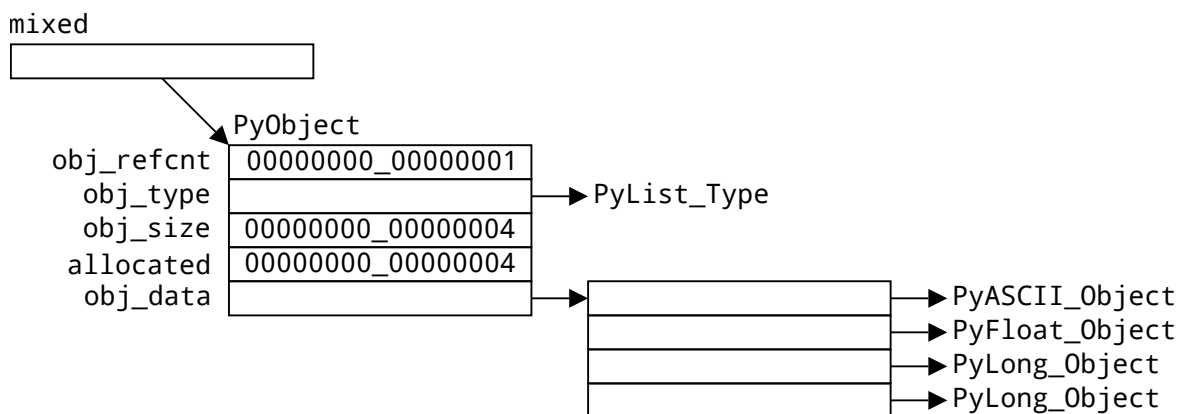 mixed
PyObject
obj_refcnt 00000000_00000001
obj_type PyList_Type
obj_size 00000000_00000004
allocated 00000000_00000004
obj_data PyASCII_Object
PyFloat_Object
PyLong_Object
PyLong_Object